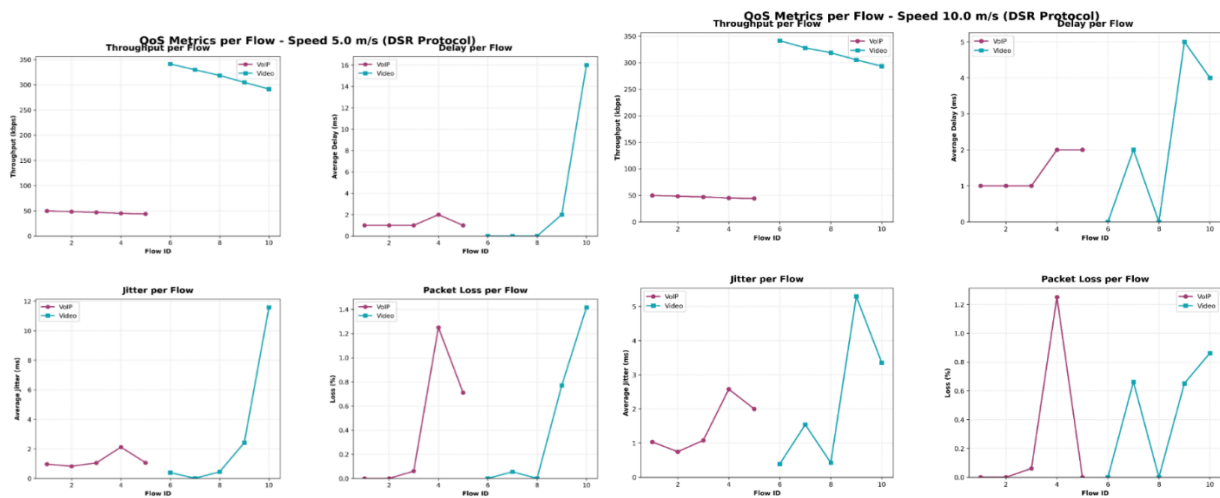 QoS Metrics per Flow - Speed 5.0 m/s (DSR Protocol)
Throughput per Flow
350
300
250
200
150
100
50
0
Throughput (kbps)
2
4
6
8
10
Flow ID
VoIP
Video
Delay per Flow
16
14
12
10
8
6
4
2
0
Average Delay (ms)
2
4
6
8
10
Flow ID
VoIP
Video
Jitter per Flow
12
10
8
6
4
2
0
Average Jitter (ms)
2
4
6
8
10
Flow ID
VoIP
Video
Packet Loss per Flow
1.4
1.2
1.0
0.8
0.6
0.4
0.2
0.0
Loss (%)
2
4
6
8
10
Flow ID
VoIP
Video
QoS Metrics per Flow - Speed 10.0 m/s (DSR Protocol)
Throughput per Flow
350
300
250
200
150
100
50
0
Throughput (kbps)
2
4
6
8
10
Flow ID
VoIP
Video
Delay per Flow
5
4
3
2
1
0
Average Delay (ms)
2
4
6
8
10
Flow ID
VoIP
Video
Jitter per Flow
5
4
3
2
1
0
Average Jitter (ms)
2
4
6
8
10
Flow ID
VoIP
Video
Packet Loss per Flow
1.2
1.0
0.8
0.6
0.4
0.2
0.0
Loss (%)
2
4
6
8
10
Flow ID
VoIP
Video